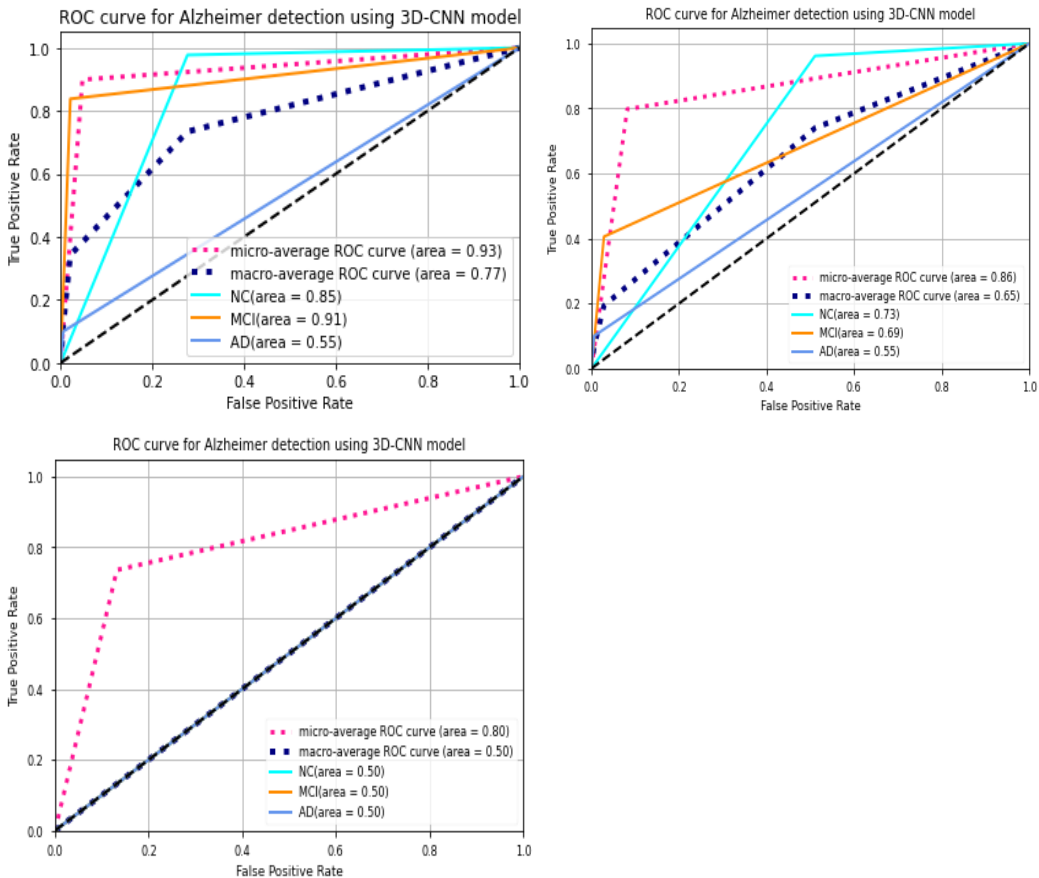 ROC curve for Alzheimer detection using 3D-CNN model
1.0
0.8
0.6
0.4
0.2
0.0
True Positive Rate
micro-average ROC curve (area = 0.93)
macro-average ROC curve (area = 0.77)
NC(area = 0.85)
MCI(area = 0.91)
AD(area = 0.55)
0.0 0.2 0.4 0.6 0.8 1.0
False Positive Rate
ROC curve for Alzheimer detection using 3D-CNN model
1.0
0.8
0.6
0.4
0.2
0.0
True Positive Rate
micro-average ROC curve (area = 0.86)
macro-average ROC curve (area = 0.65)
NC(area = 0.73)
MCI(area = 0.69)
AD(area = 0.55)
0.0 0.2 0.4 0.6 0.8 1.0
False Positive Rate
ROC curve for Alzheimer detection using 3D-CNN model
1.0
0.8
0.6
0.4
0.2
0.0
True Positive Rate
micro-average ROC curve (area = 0.80)
macro-average ROC curve (area = 0.50)
NC(area = 0.50)
MCI(area = 0.50)
AD(area = 0.50)
0.0 0.2 0.4 0.6 0.8 1.0
False Positive Rate